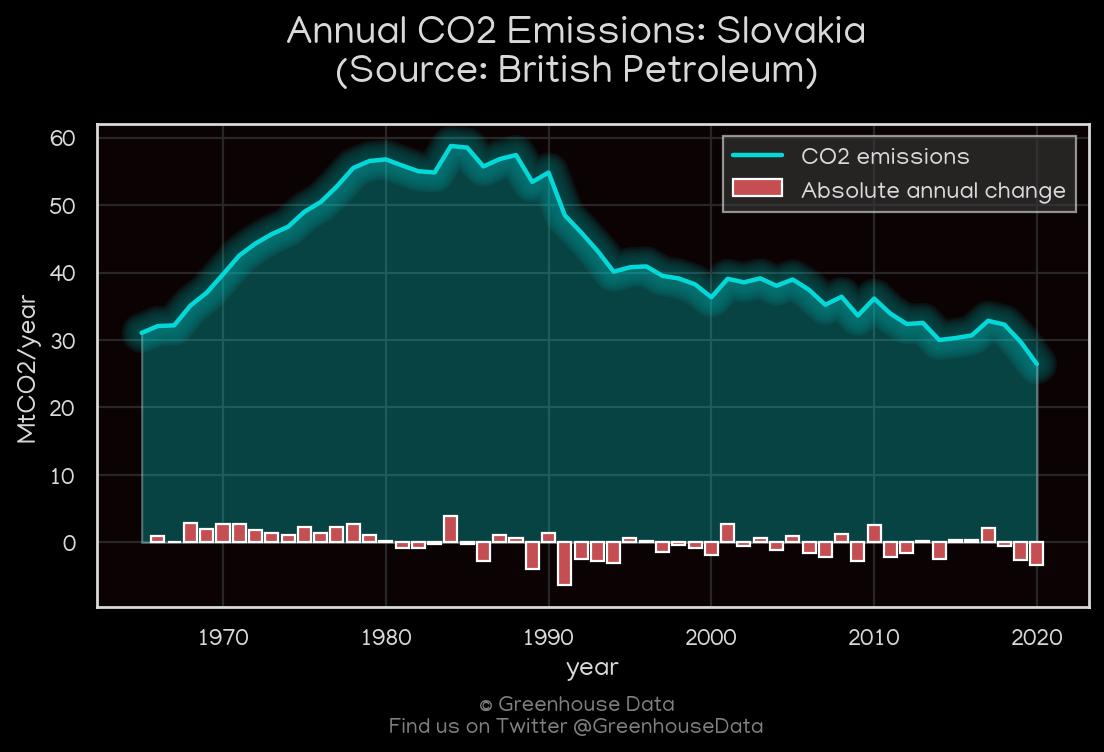 Annual CO2 Emissions: Slovakia
(Source: British Petroleum)
60
50
40
30
20
10
0
MtCO2/year
CO2 emissions
Absolute annual change
1970 1980 1990 2000 2010 2020
year
© Greenhouse Data
Find us on Twitter @GreenhouseData